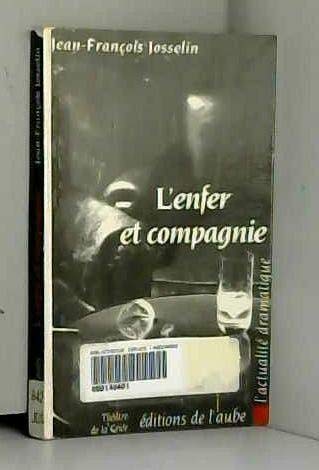 Jean-François Josselin
L'enfer
et compagnie
l'actualité dramatique
Théâtre
de la Criée
éditions de l'aube
Jean-François Josselin